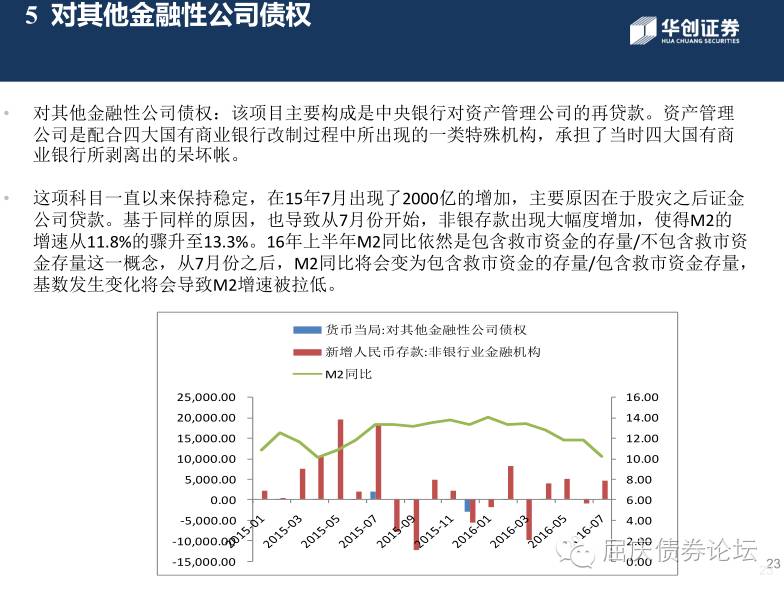 5 对其他金融性公司债权
华创证券
HUA CHUANG SECURITIES
• 对其他金融性公司债权：该项目主要构成是中央银行对资产管理公司的再贷款。资产管理
公司是配合四大国有商业银行改制过程中所出现的一类特殊机构，承担了当时四大国有商
业银行所剥离出的呆坏帐。
• 这项科目一直以来保持稳定，在15年7月出现了2000亿的增加，主要原因在于股灾之后证金
公司贷款。基于同样的原因，也导致从7月份开始，非银存款出现大幅度增加，使得M2的
增速从11.8%的骤升至13.3%。16年上半年M2同比依然是包含救市资金的存量/不包含救市资
金存量这一概念，从7月份之后，M2同比将会变为包含救市资金的存量/包含救市资金存量，
基数发生变化将会导致M2增速被拉低。
货币当局:对其他金融性公司债权
新增人民币存款:非银行业金融机构
M2同比
25,000.00 16.00
20,000.00 14.00
15,000.00 12.00
10,000.00 10.00
5,000.00 8.00
0.00 6.00
-5,000.00 4.00
-10,000.00 2.00
-15,000.00 0.00
2015-01 2015-03 2015-05 2015-07 2015-09 2015-11 2016-01 2016-03 2016-05 16-07
屈庆债券论坛
23